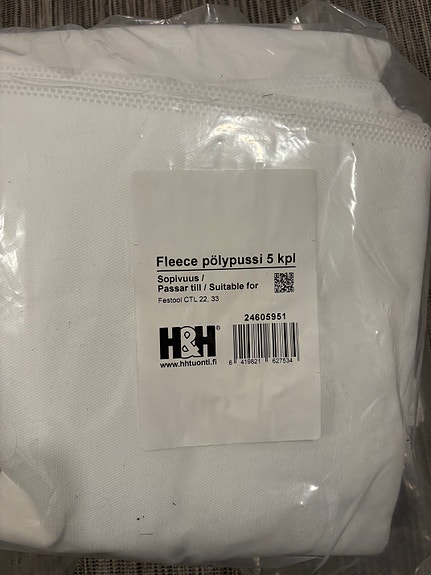 Fleece pölypussi 5 kpl
Sopivuus /
Passar till / Suitable for
Festool CTL 22, 33
24605951
H&H®
www.hhtuonti.fi
6 419821 627534